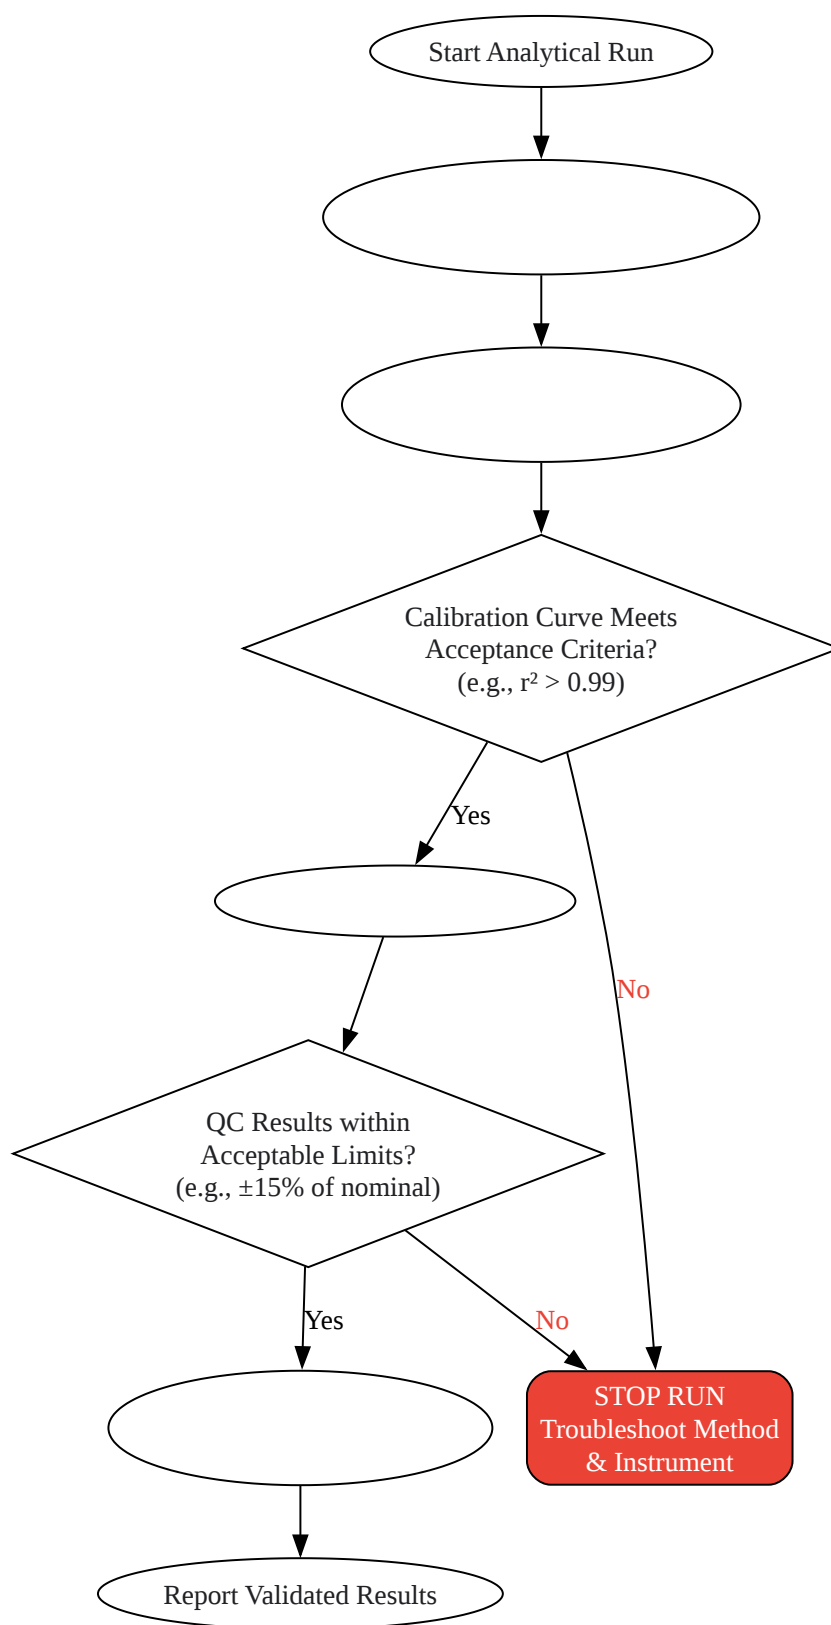 Start Analytical Run
Calibration Curve Meets
Acceptance Criteria?
(e.g., r² > 0.99)
Yes
No
QC Results within
Acceptable Limits?
(e., ±15% of nominal)
Yes
No
STOP RUN
Troubleshoot Method
& Instrument
Report Validated Results